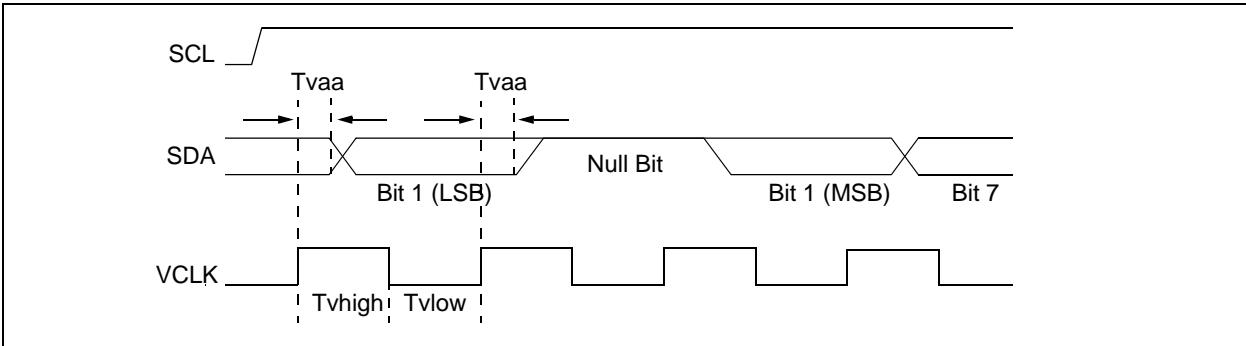 SCL
Tvaa Tvaa
SDA
Null Bit
Bit 1 (LSB) Bit 1 (MSB) Bit 7
VCLK
Tvhigh Tvlow